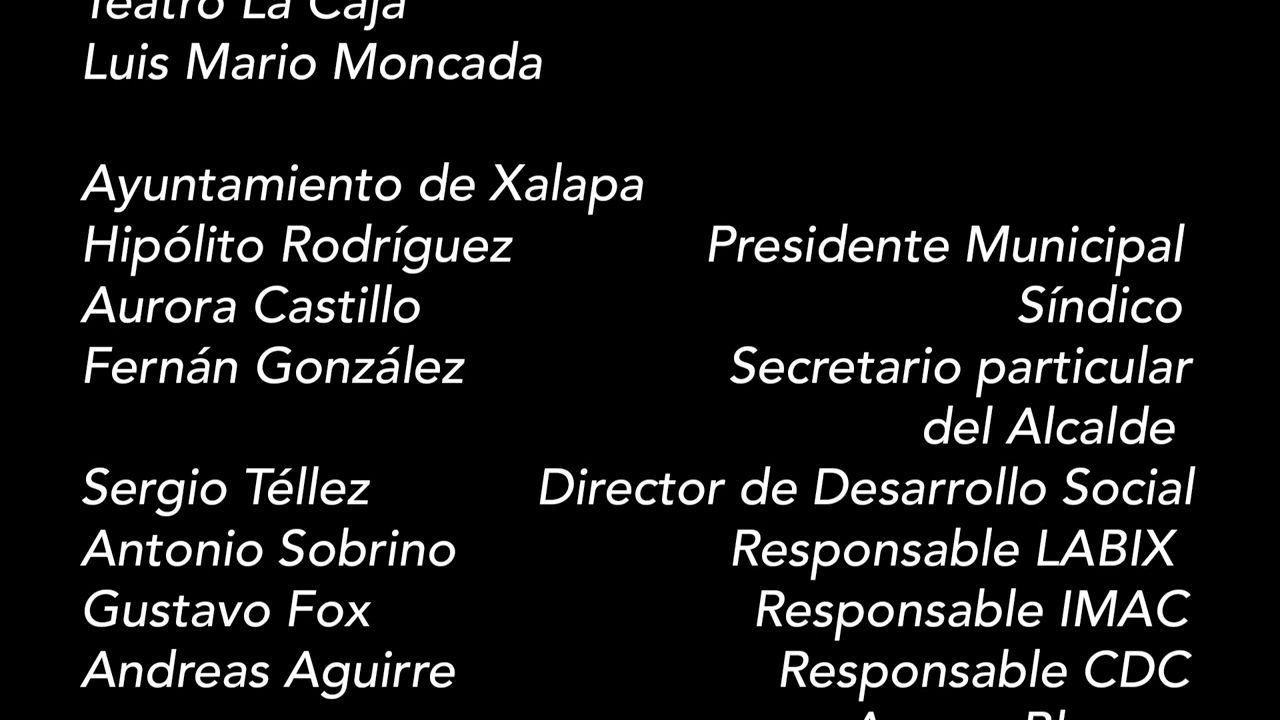 Teatro La Caja
Luis Mario Moncada
Ayuntamiento de Xalapa
Hipólito Rodríguez Presidente Municipal
Aurora Castillo Síndico
Fernán González Secretario particular
del Alcalde
Sergio Téllez Director de Desarrollo Social
Antonio Sobrino Responsable LABIX
Gustavo Fox Responsable IMAC
Andreas Aguirre Responsable CDC